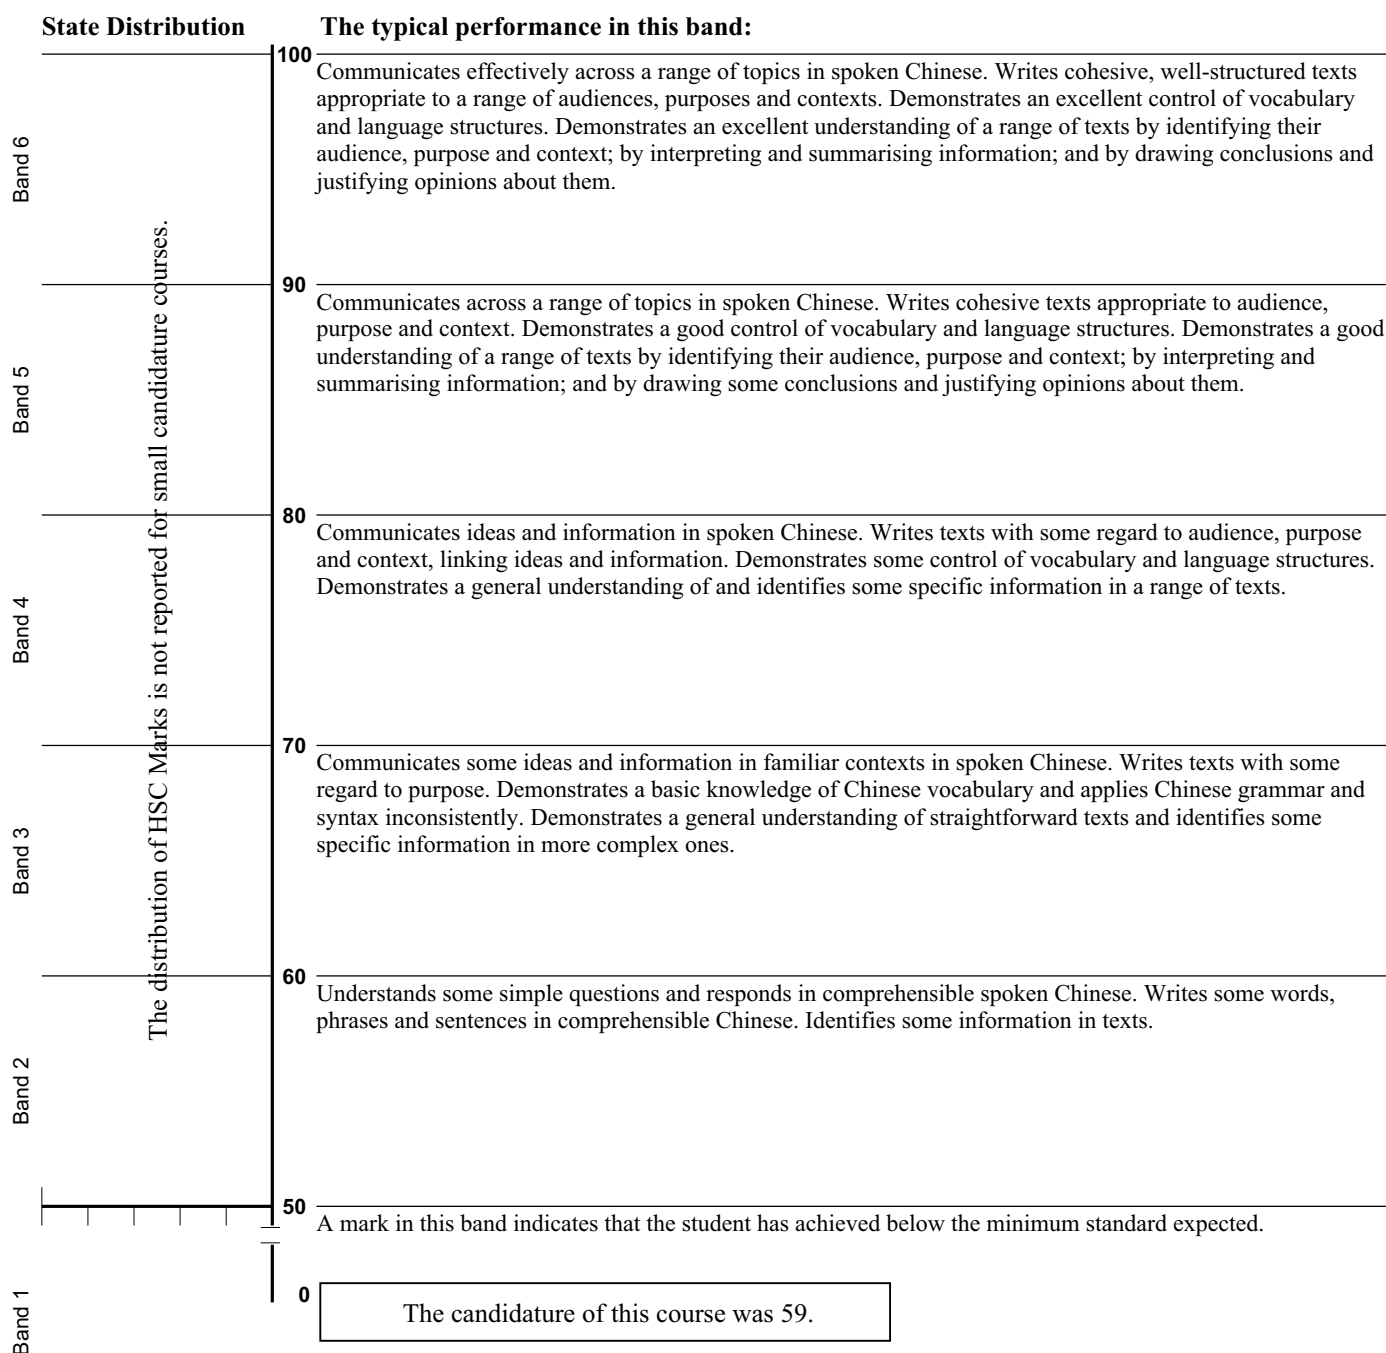 State Distribution
The typical performance in this band:
100
Communicates effectively across a range of topics in spoken Chinese. Writes cohesive, well-structured texts
appropriate to a range of audiences, purposes and contexts. Demonstrates an excellent control of vocabulary
and language structures. Demonstrates an excellent understanding of a range of texts by identifying their
audience, purpose and context; by interpreting and summarising information; and by drawing conclusions and
justifying opinions about them.
Band 6
The distribution of HSC Marks is not reported for small candidature courses.
90
Communicates across a range of topics in spoken Chinese. Writes cohesive texts appropriate to audience,
purpose and context. Demonstrates a good control of vocabulary and language structures. Demonstrates a good
understanding of a range of texts by identifying their audience, purpose and context; by interpreting and
summarising information; and by drawing some conclusions and justifying opinions about them.
Band 5
80
Communicates ideas and information in spoken Chinese. Writes texts with some regard to audience, purpose
and context, linking ideas and information. Demonstrates some control of vocabulary and language structures.
Demonstrates a general understanding of and identifies some specific information in a range of texts.
Band 4
70
Communicates some ideas and information in familiar contexts in spoken Chinese. Writes texts with some
regard to purpose. Demonstrates a basic knowledge of Chinese vocabulary and applies Chinese grammar and
syntax inconsistently. Demonstrates a general understanding of straightforward texts and identifies some
specific information in more complex ones.
Band 3
60
Understands some simple questions and responds in comprehensible spoken Chinese. Writes some words,
phrases and sentences in comprehensible Chinese. Identifies some information in texts.
Band 2
50
A mark in this band indicates that the student has achieved below the minimum standard expected.
0
The candidature of this course was 59.
Band 1